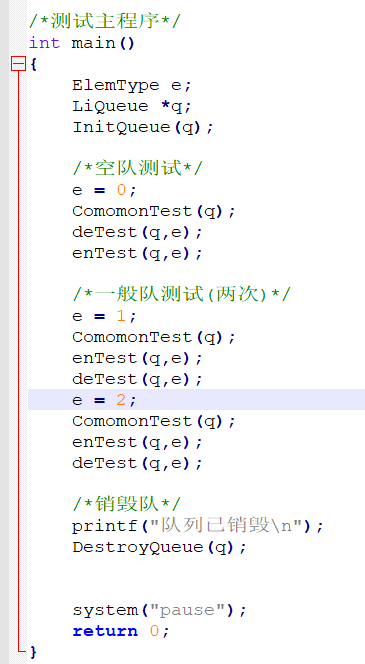 /*测试主程序*/
int main()
{
ElemType e;
LiQueue *q;
InitQueue(q);
/*空队测试*/
e = 0;
ComomonTest(q);
deTest(q,e);
enTest(q,e);
/*一般队测试(两次)*/
e = 1;
ComomonTest(q);
enTest(q,e);
deTest(q,e);
e = 2;
ComomonTest(q);
enTest(q,e);
deTest(q,e);
/*销毁队*/
printf("队列已销毁\n");
DestroyQueue(q);
system("pause");
return 0;
}